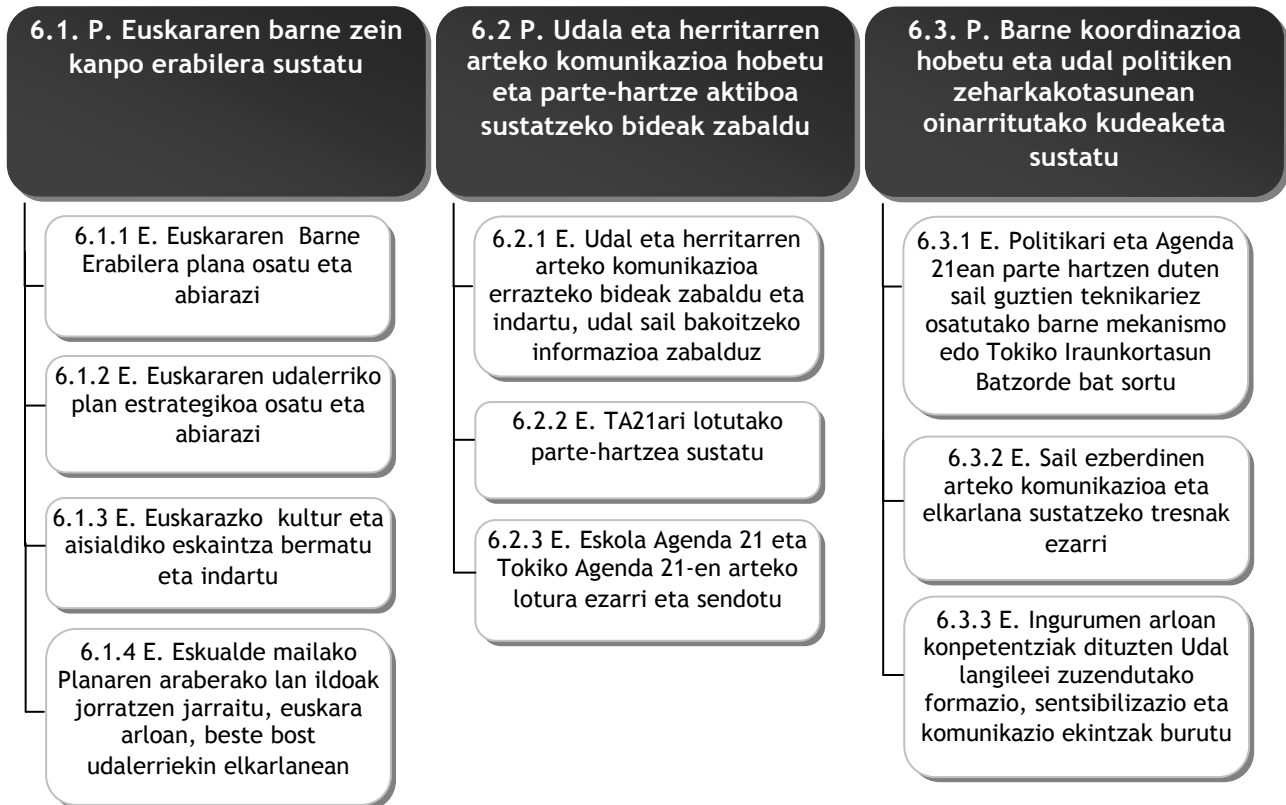 6.1. P. Euskararen barne zein
kanpo erabilera sustatu
6.1.1 E. Euskararen Barne
Erabilera plana osatu eta
abiarazi
6.1.2 E. Euskararen udalerriko
plan estrategikoa osatu eta
abiarazi
6.1.3 E. Euskarazko kultur eta
aisialdiko eskaintza bermatu
eta indartu
6.1.4 E. Eskualde mailako
Planaren araberako lan ildoak
jorratzen jarraitu, euskara
arloan, beste bost
udalerriekin elkarlanean
6.2 P. Udala eta herritarren
arteko komunikazioa hobetu
eta parte-hartze aktiboa
sustatzeko bideak zabaldu
6.2.1 E. Udal eta herritarren
arteko komunikazioa
errazteko bideak zabaldu eta
indartu, udal sail bakoitzeko
informazioa zabalduz
6.2.2 E. TA21ari lotutako
parte-hartzea sustatu
6.2.3 E. Eskola Agenda 21 eta
Tokiko Agenda 21-en arteko
lotura ezarri eta sendotu
6.3. P. Barne koordinazioa
hobetu eta udal politiken
zeharkakotasunean
oinarritutako kudeaketa
sustatu
6.3.1 E. Politikari eta Agenda
21ean parte hartzen duten
sail guztien teknikariez
osatutako barne mekanismo
edo Tokiko Iraunkortasun
Batzorde bat sortu
6.3.2 E. Sail ezberdinen
arteko komunikazioa eta
elkarlana sustatzeko tresnak
ezarri
6.3.3 E. Ingurumen arloan
konpetentziak dituzten Udal
langileei zuzendutako
formazio, sentsibilizazio eta
komunikazio ekintzak burutu